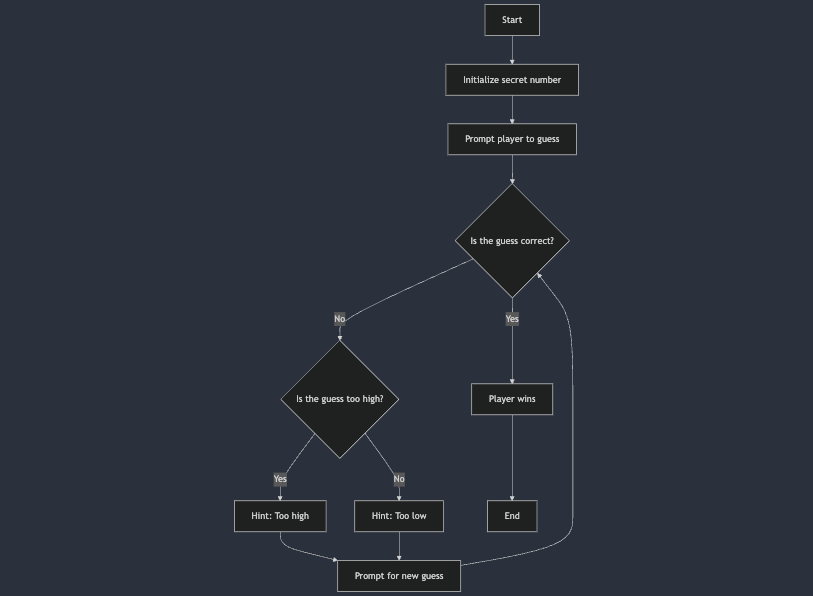 Start
Initialize secret number
Prompt player to guess
Is the guess correct?
No
Yes
Is the guess too high?
Player wins
Yes
No
Hint: Too high
Hint: Too low
End
Prompt for new guess